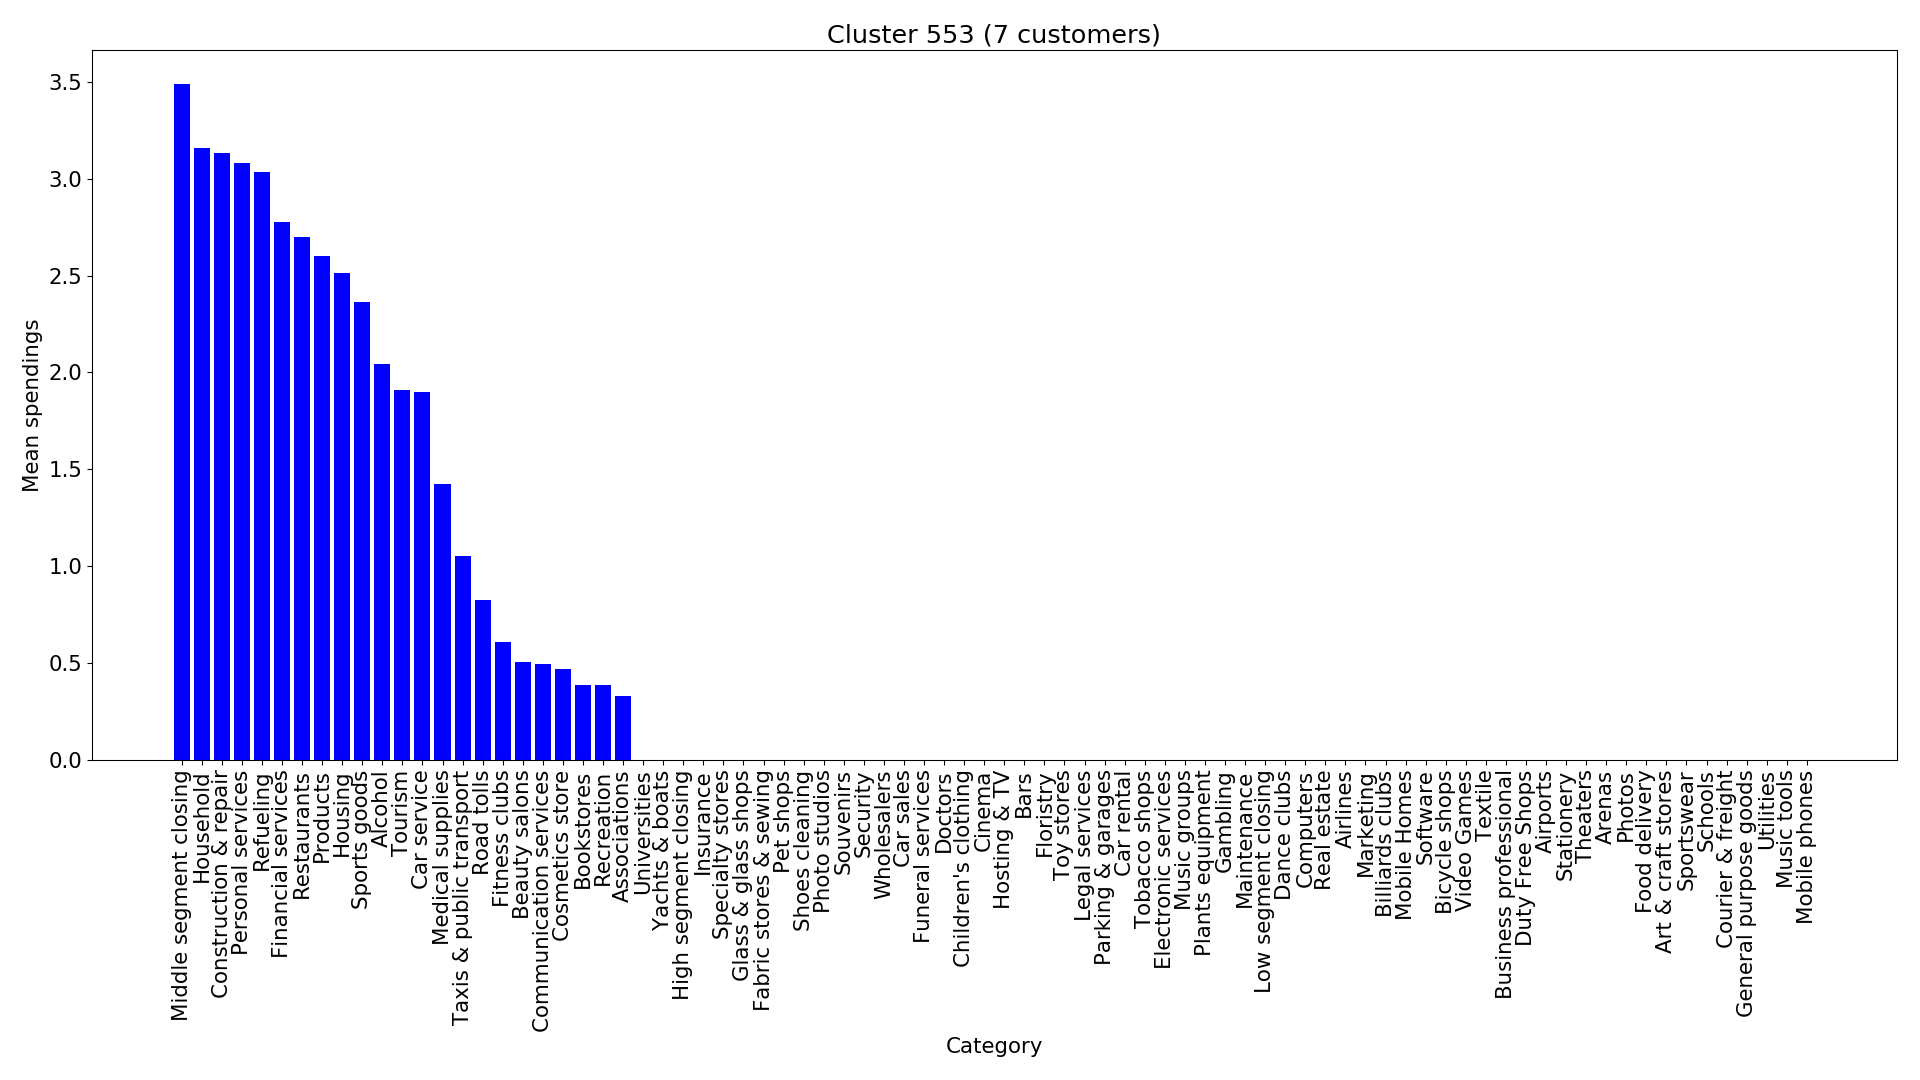 Cluster 553 (7 customers)
3.5
3.0
2.5
2.0
1.5
1.0
0.5
0.0
Mean spendings
Middle segment closing
Household
Construction & repair
Personal services
Refueling
Financial services
Restaurants
Products
Housing
Sports goods
Alcohol
Tourism
Car service
Medical supplies
Taxis & public transport
Road tolls
Fitness clubs
Beauty salons
Communication services
Cosmetics store
Bookstores
Recreation
Associations
Universities
Yachts & boats
High segment closing
Insurance
Specialty stores
Glass & glass shops
Fabric stores & sewing
Pet shops
Shoes cleaning
Photo studios
Souvenirs
Security
Wholesalers
Car sales
Funeral services
Doctors
Children's clothing
Cinema
Hosting & TV
Bars
Floristry
Toy stores
Legal services
Parking & garages
Car rental
Tobacco shops
Electronic services
Music groups
Plants equipment
Gambling
Maintenance
Low segment closing
Dance clubs
Computers
Real estate
Airlines
Marketing
Billiards clubs
Mobile Homes
Software
Bicycle shops
Video Games
Textile
Business professional
Duty Free Shops
Airports
Stationery
Theaters
Arenas
Photos
Food delivery
Art & craft stores
Sportswear
Schools
Courier & freight
General purpose goods
Utilities
Music tools
Mobile phones
Category